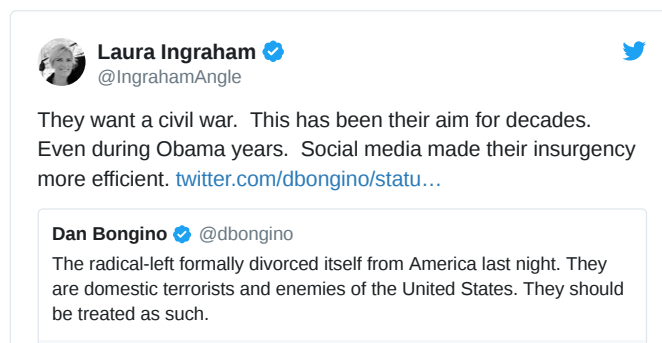 Laura Ingraham
@IngrahamAngle
They want a civil war.  This has been their aim for decades.
Even during Obama years.  Social media made their insurgency
more efficient. twitter.com/dbongino/statu…
Dan Bongino @dbongino
The radical-left formally divorced itself from America last night. They
are domestic terrorists and enemies of the United States. They should
be treated as such.